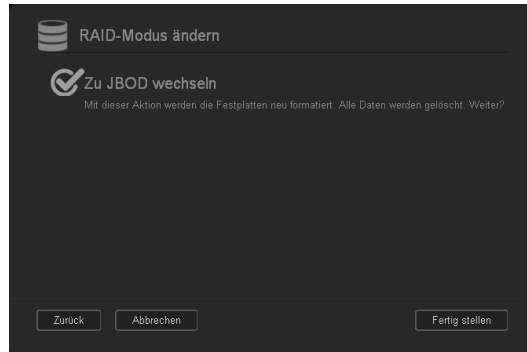 RAID-Modus ändern
Zu JBOD wechseln
Mit dieser Aktion werden die Festplatten neu formatiert. Alle Daten werden gelöscht. Weiter?
Zurück
Abbrechen
Fertig stellen